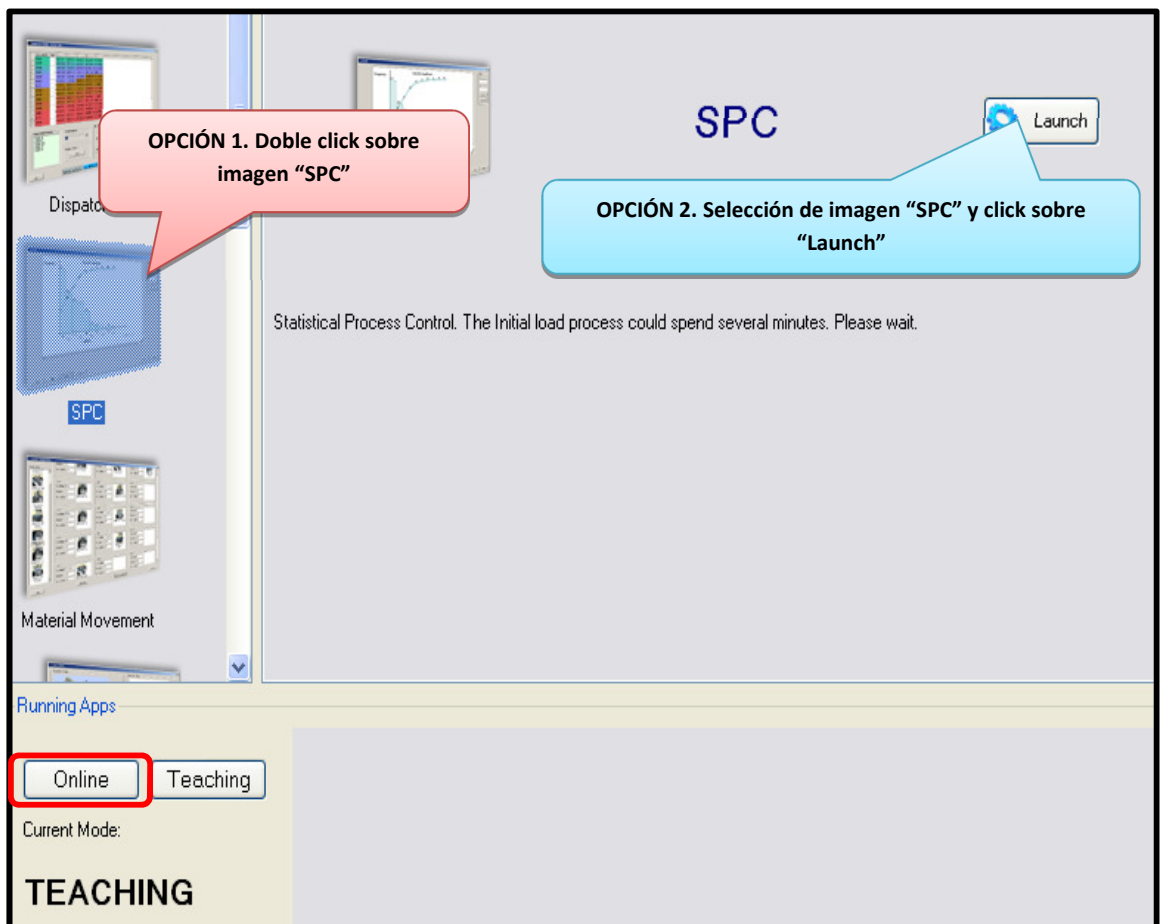 SPC
Launch
OPCIÓN 1. Doble click sobre
imagen “SPC”
OPCIÓN 2. Selección de imagen “SPC” y click sobre
“Launch”
Statistical Process Control. The Initial load process could spend several minutes. Please wait.
SPC
Material Movement
Running Apps
Online
Teaching
Current Mode:
TEACHING